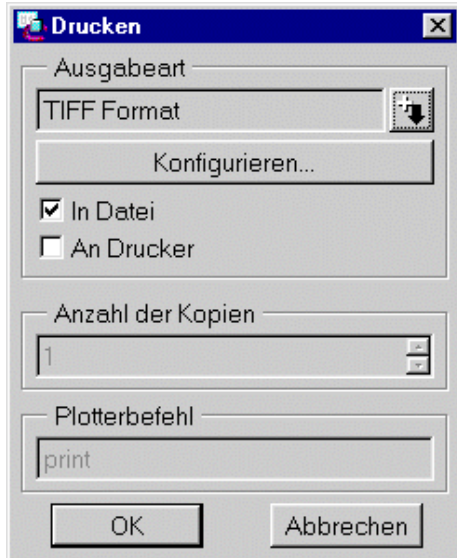 Drucken
Ausgabeart
TIFF Format
Konfigurieren...
In Datei
An Drucker
Anzahl der Kopien
1
Plotterbefehl
print
OK
Abbrechen